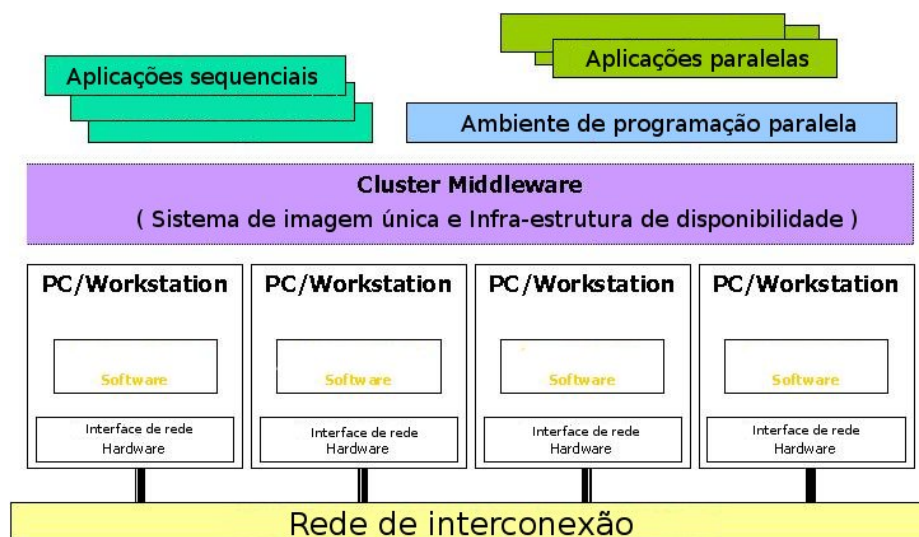 Aplicações sequenciais
Aplicações paralelas
Ambiente de programação paralela
Cluster Middleware
( Sistema de imagem única e Infra-estrutura de disponibilidade )
PC/Workstation
Software
Interface de rede
Hardware
PC/Workstation
Software
Interface de rede
Hardware
PC/Workstation
Software
Interface de rede
Hardware
PC/Workstation
Software
Interface de rede
Hardware
Rede de interconexão